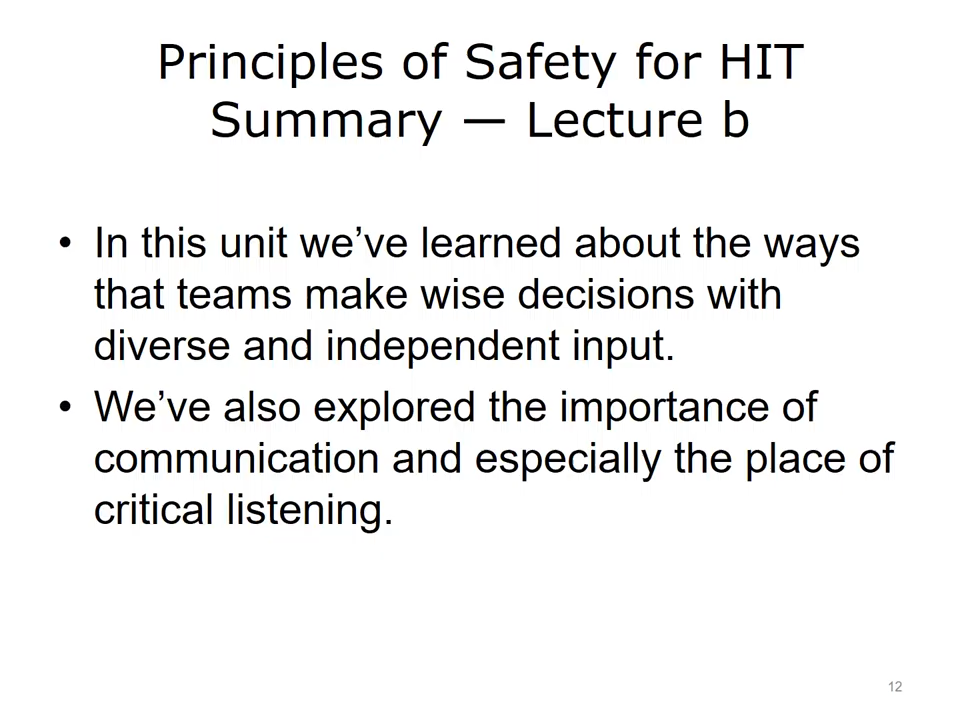 Principles of Safety for HIT
Summary — Lecture b
• In this unit we’ve learned about the ways
that teams make wise decisions with
diverse and independent input.
• We’ve also explored the importance of
communication and especially the place of
critical listening.
12